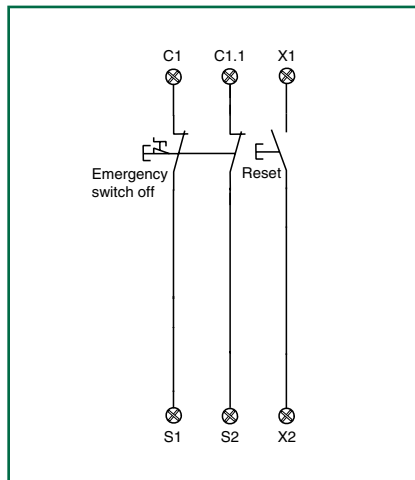 C1 C1.1 X1
Emergency
switch off
Reset
S1 S2 X2